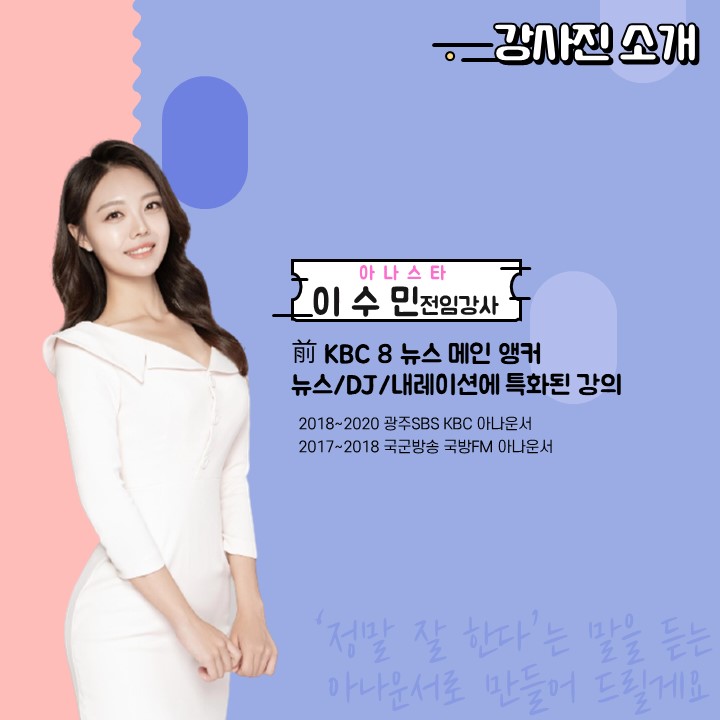 강사진 소개
아나스타
이수민전임강사
前 KBC 8 뉴스 메인 앵커
뉴스/DJ/내레이션에 특화된 강의
2018~2020 광주SBS KBC 아나운서
2017~2018 국군방송 국방FM 아나운서
'정말 잘 한다'는 말을 듣는
아나운서로 만들어 드릴게요